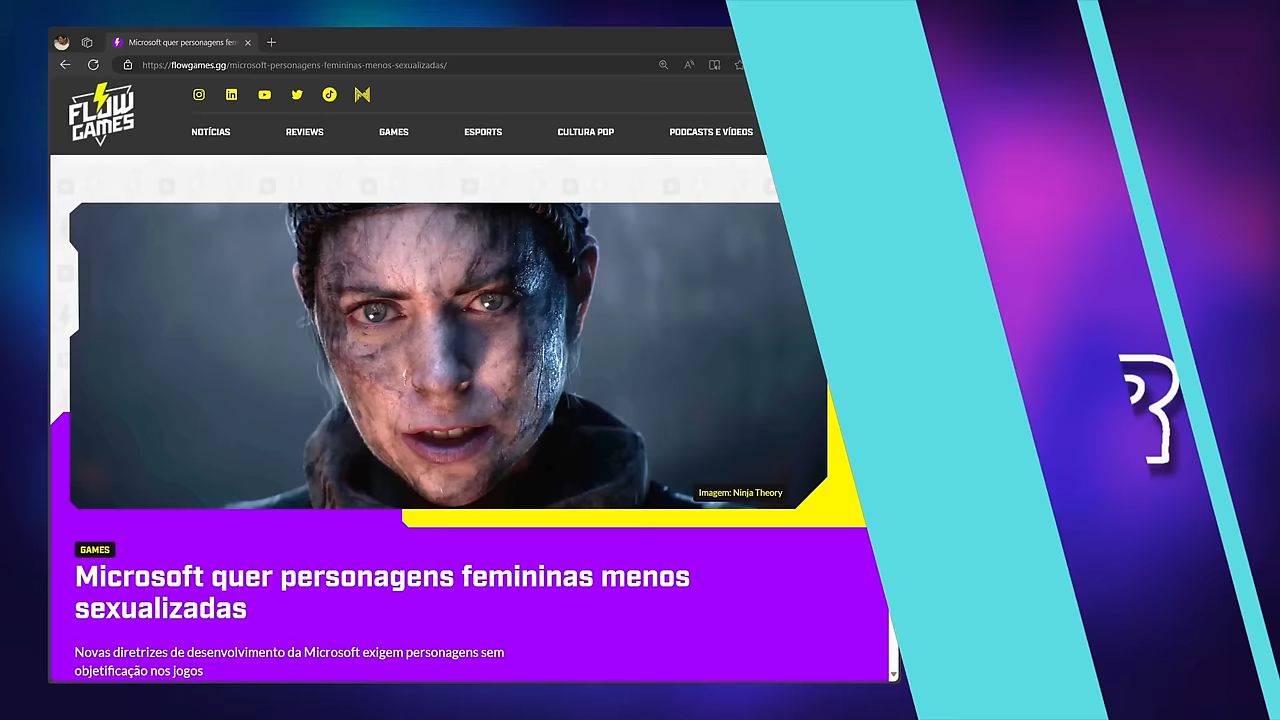 Microsoft quer personagens fem
https://flowgames.gg/microsoft-personagens-femininas-menos-sexualizadas/
FLOW
GAMES
NOTÍCIAS
REVIEWS
GAMES
ESPORTS
CULTURA POP
PODCASTS E VÍDEOS
Imagem: Ninja Theory
GAMES
Microsoft quer personagens femininas menos
sexualizadas
Novas diretrizes de desenvolvimento da Microsoft exigem personagens sem
objetificação nos jogos